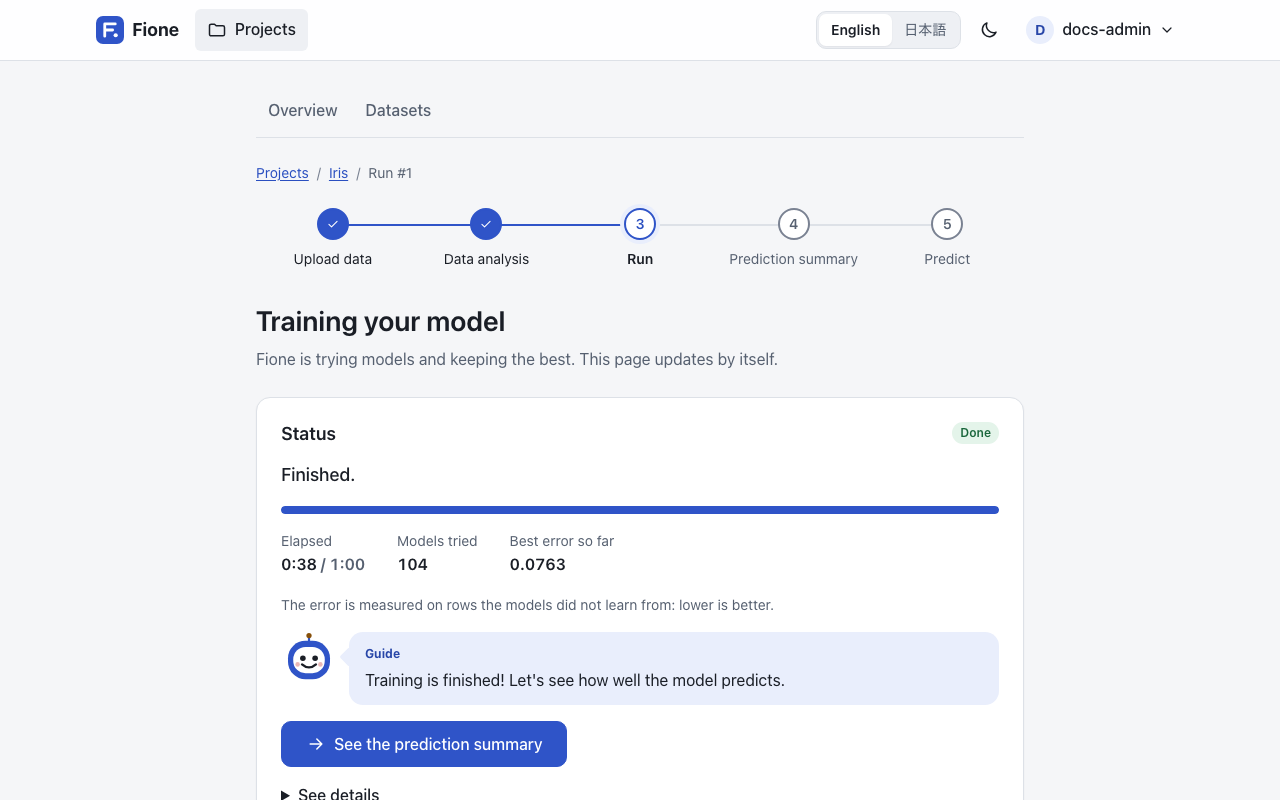 Fione
Projects
English
日本語
D
docs-admin
Overview
Datasets
Projects / Iris / Run #1
3
4
5
Upload data
Data analysis
Run
Prediction summary
Predict
Training your model
Fione is trying models and keeping the best. This page updates by itself.
Status
Done
Finished.
Elapsed
Models tried
Best error so far
0:38 / 1:00
104
0.0763
The error is measured on rows the models did not learn from: lower is better.
Guide
Training is finished! Let's see how well the model predicts.
See the prediction summary
See details